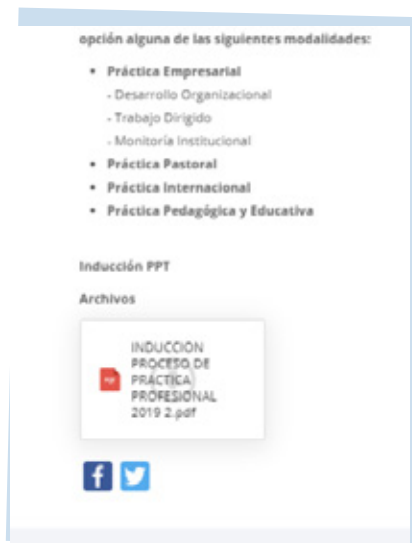 opción alguna de las siguientes modalidades:
• Práctica Empresarial
- Desarrollo Organizacional
- Trabajo Dirigido
- Monitoría Institucional
• Práctica Pastoral
• Práctica Internacional
• Práctica Pedagógica y Educativa
Inducción PPT
Archivos
INDUCCION
PROCESO DE
PRÁCTICA
PROFESIONAL
2019 2.pdf